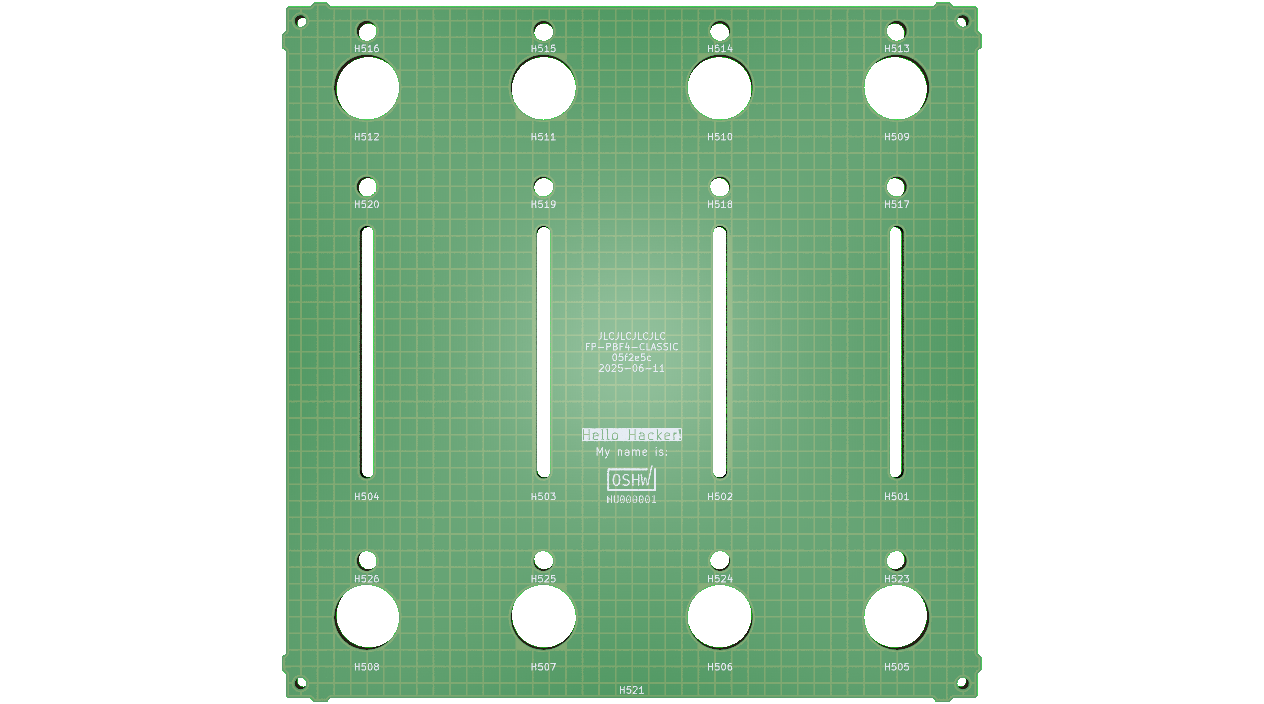 H516 H515 H514 H513
H512 H511 H510 H509
H520 H519 H518 H517
JLCJLCJLCJLC
FP-PBF4-CLASSIC
05f2e5c
2025-06-11
Hello Hacker!
My name is:
OSHW
H504 H503 H502 H501
HU000001
H526 H525 H524 H523
H508 H507 H506 H505
H521